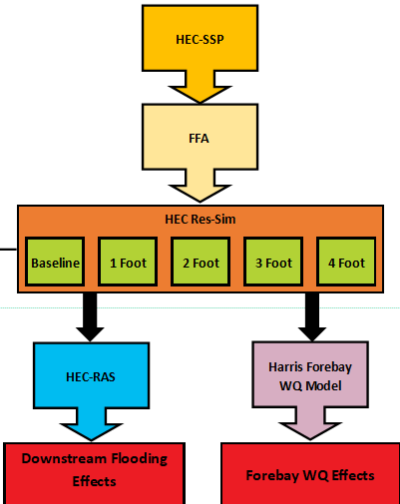 HEC-SSP
FFA
HEC Res-Sim
Baseline
1 Foot
2 Foot
3 Foot
4 Foot
HEC-RAS
Harris Forebay
WQ Model
Downstream Flooding
Effects
Forebay WQ Effects